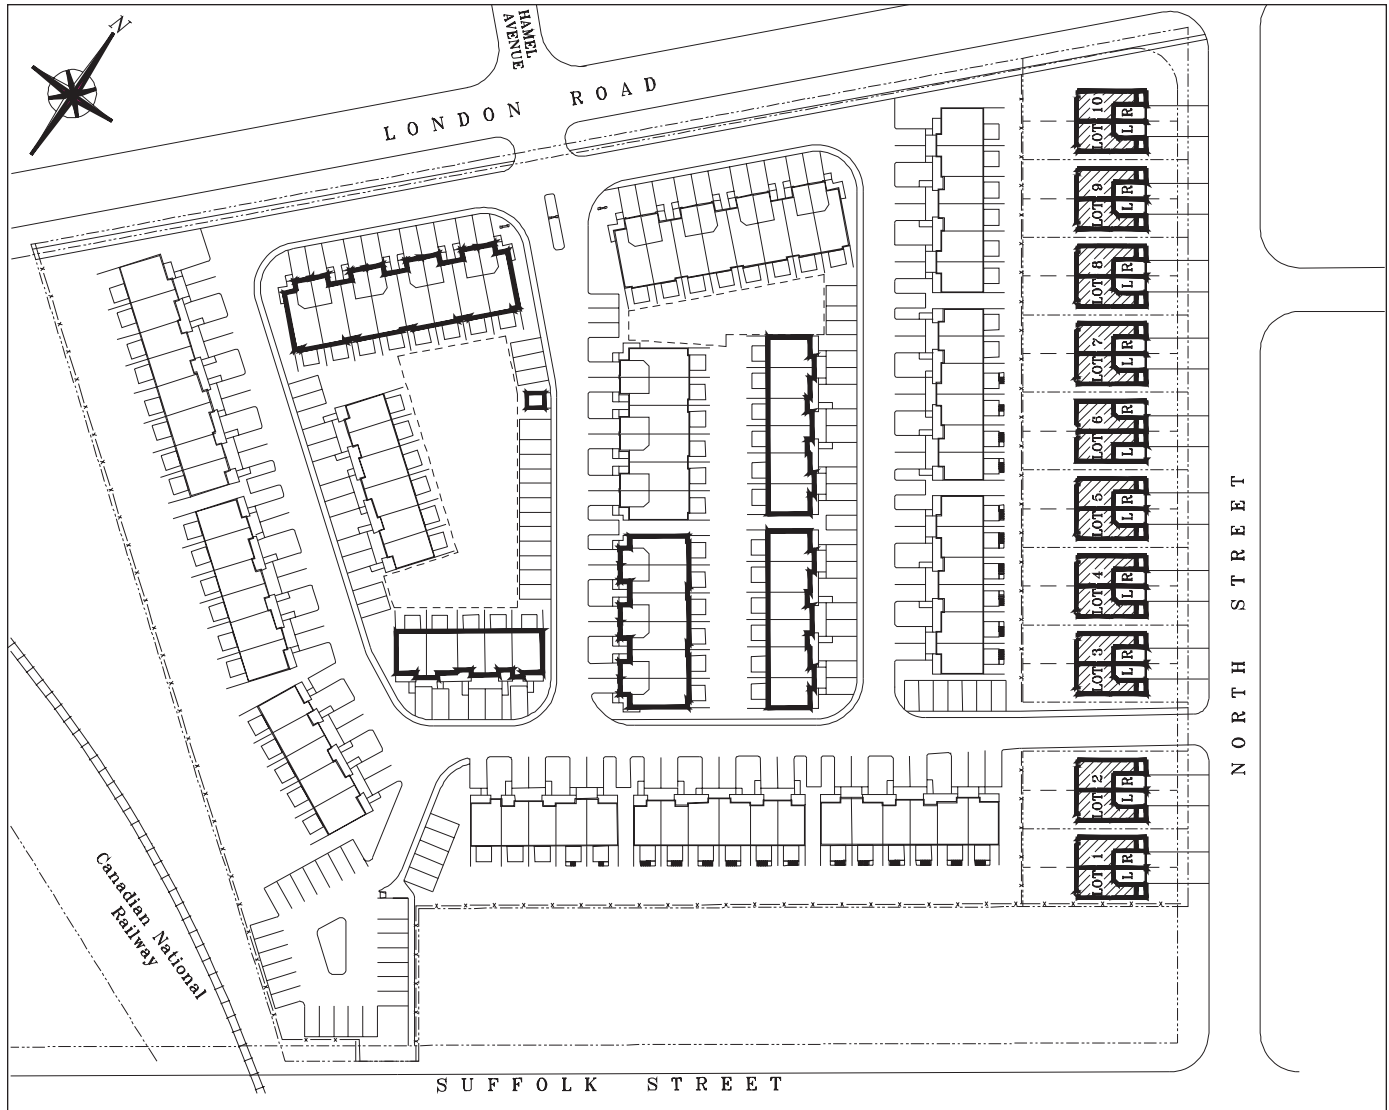 N
HAMEL
AVENUE
LONDON ROAD
LOT 10
L R
LOT 9
L R
LOT 8
L R
LOT 7
L R
LOT 6
L R
LOT 5
L R
LOT 4
L R
LOT 3
L R
NORTH STREET
LOT 2
L R
LOT 1
L R
Canadian National
Railway
SUFFOLK STREET